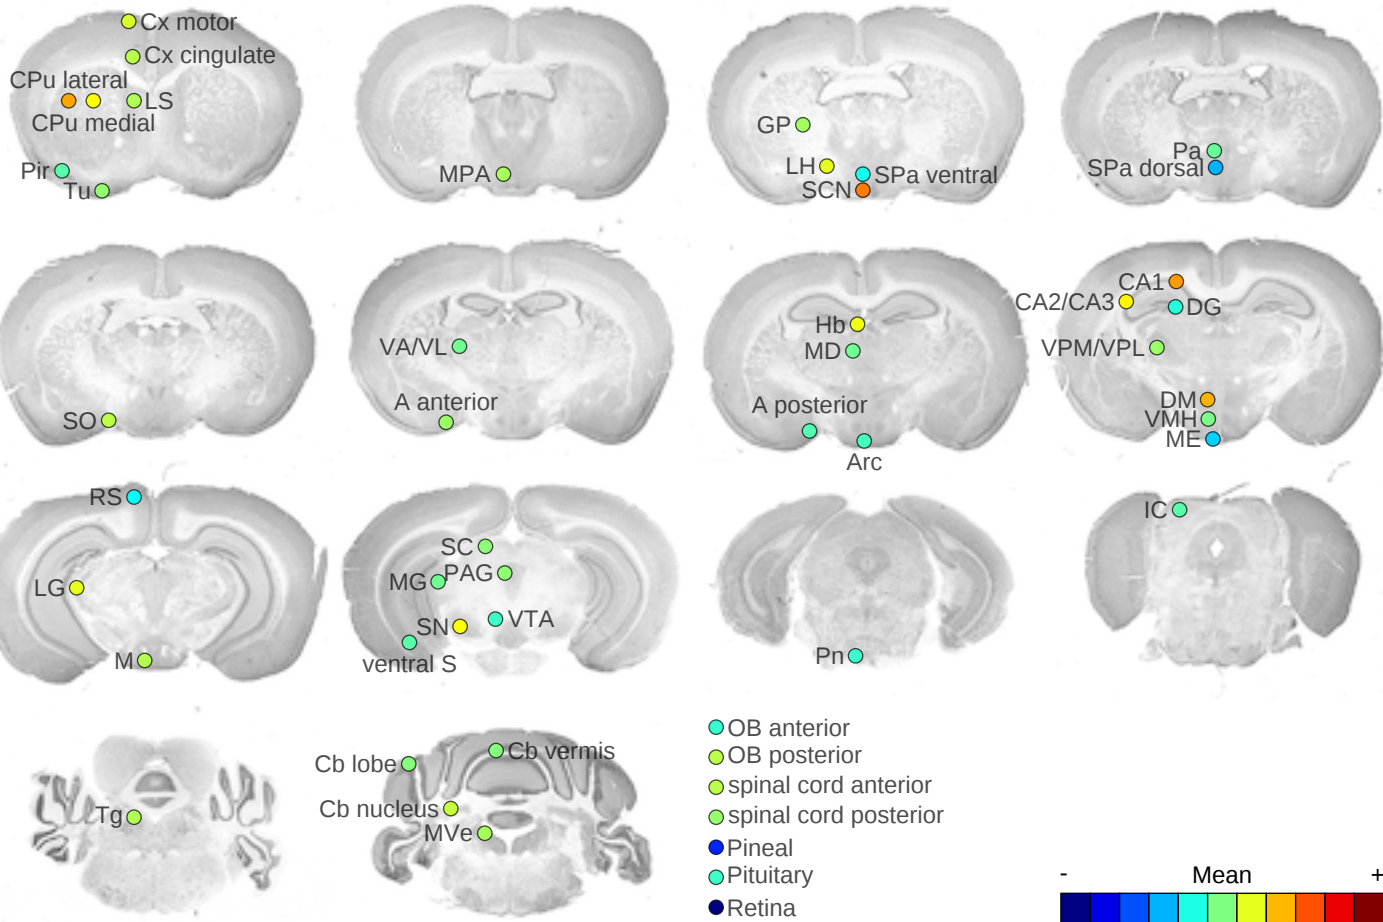 Cx motor
Cx cingulate
CPu lateral
LS
CPu medial
Pir
Tu
MPA
GP
LH
SPa ventral
SCN
Pa
SPa dorsal
SO
VA/VL
A anterior
Hb
MD
A posterior
Arc
CA1
CA2/CA3
DG
VPM/VPL
DM
VMH
ME
RS
LG
M
SC
PAG
MG
VTA
SN
ventral S
Pn
IC
Tg
Cb vermis
Cb lobe
Cb nucleus
MVe
OB anterior
OB posterior
spinal cord anterior
spinal cord posterior
Pineal
Pituitary
Retina
- Mean +